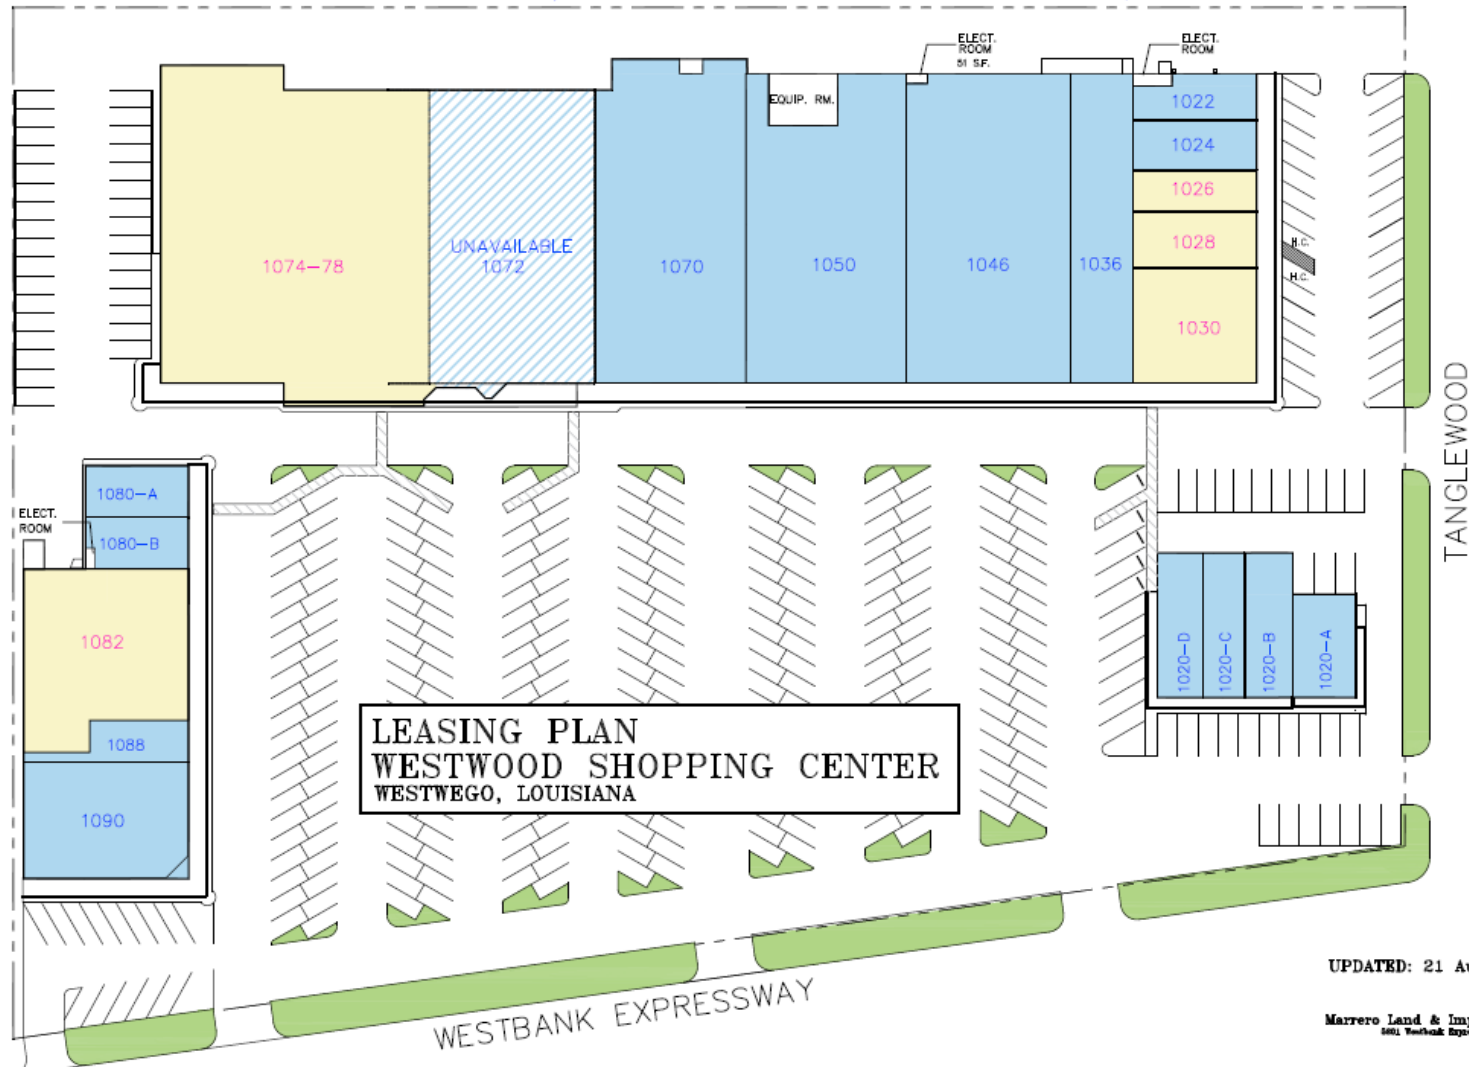 ELECT.
ROOM
51 S.F.
ELECT.
ROOM
EQUIP. RM.
1022
1024
1026
1028
1030
H.C.
H.C.
1074-78
UNAVAILABLE
1072
1070
1050
1046
1036
TANGLEWOOD
1080-A
1080-B
ELECT.
ROOM
1082
1088
1090
1020-D
1020-C
1020-B
1020-A
LEASING PLAN
WESTWOOD SHOPPING CENTER
WESTWEGO, LOUISIANA
WESTBANK EXPRESSWAY
UPDATED: 21
Marrero Land &
5201 Westbank